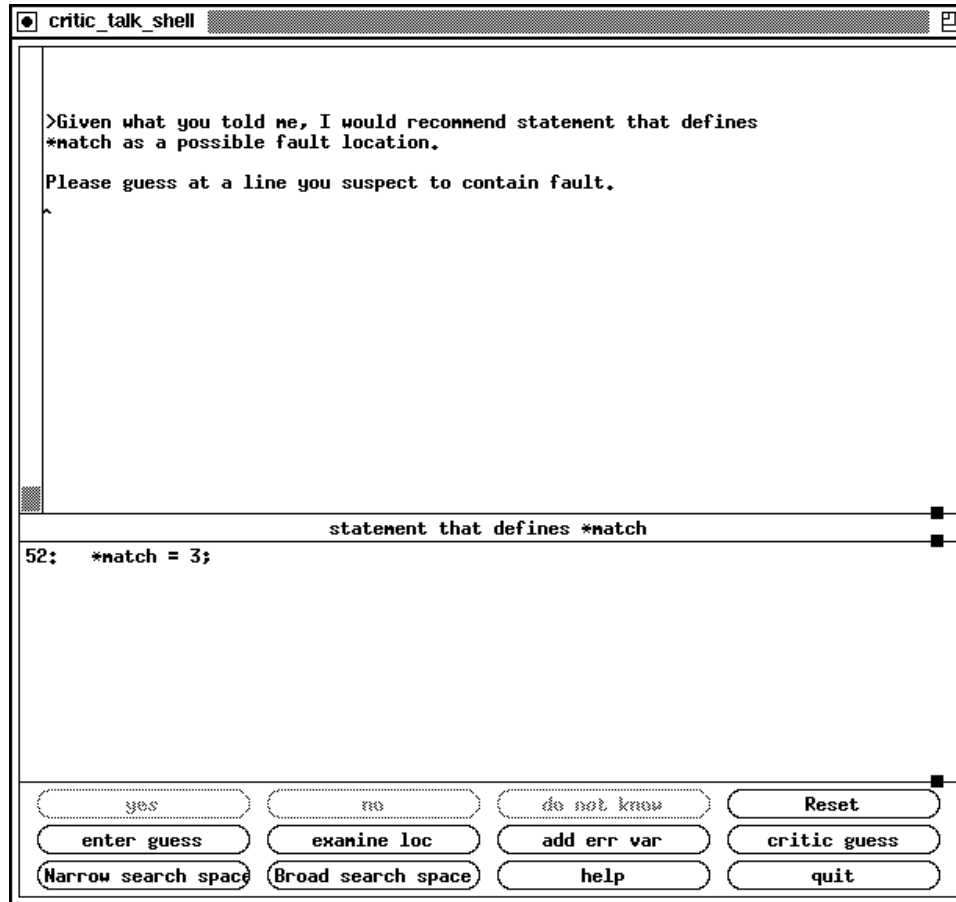 critic_talk_shell
>Given what you told me, I would recommend statement that defines
*match as a possible fault location.
Please guess at a line you suspect to contain fault.
^
statement that defines *match
52: *match = 3;
yes no do not know Reset
enter guess examine loc add err var critic guess
Narrow search space Broad search space help quit